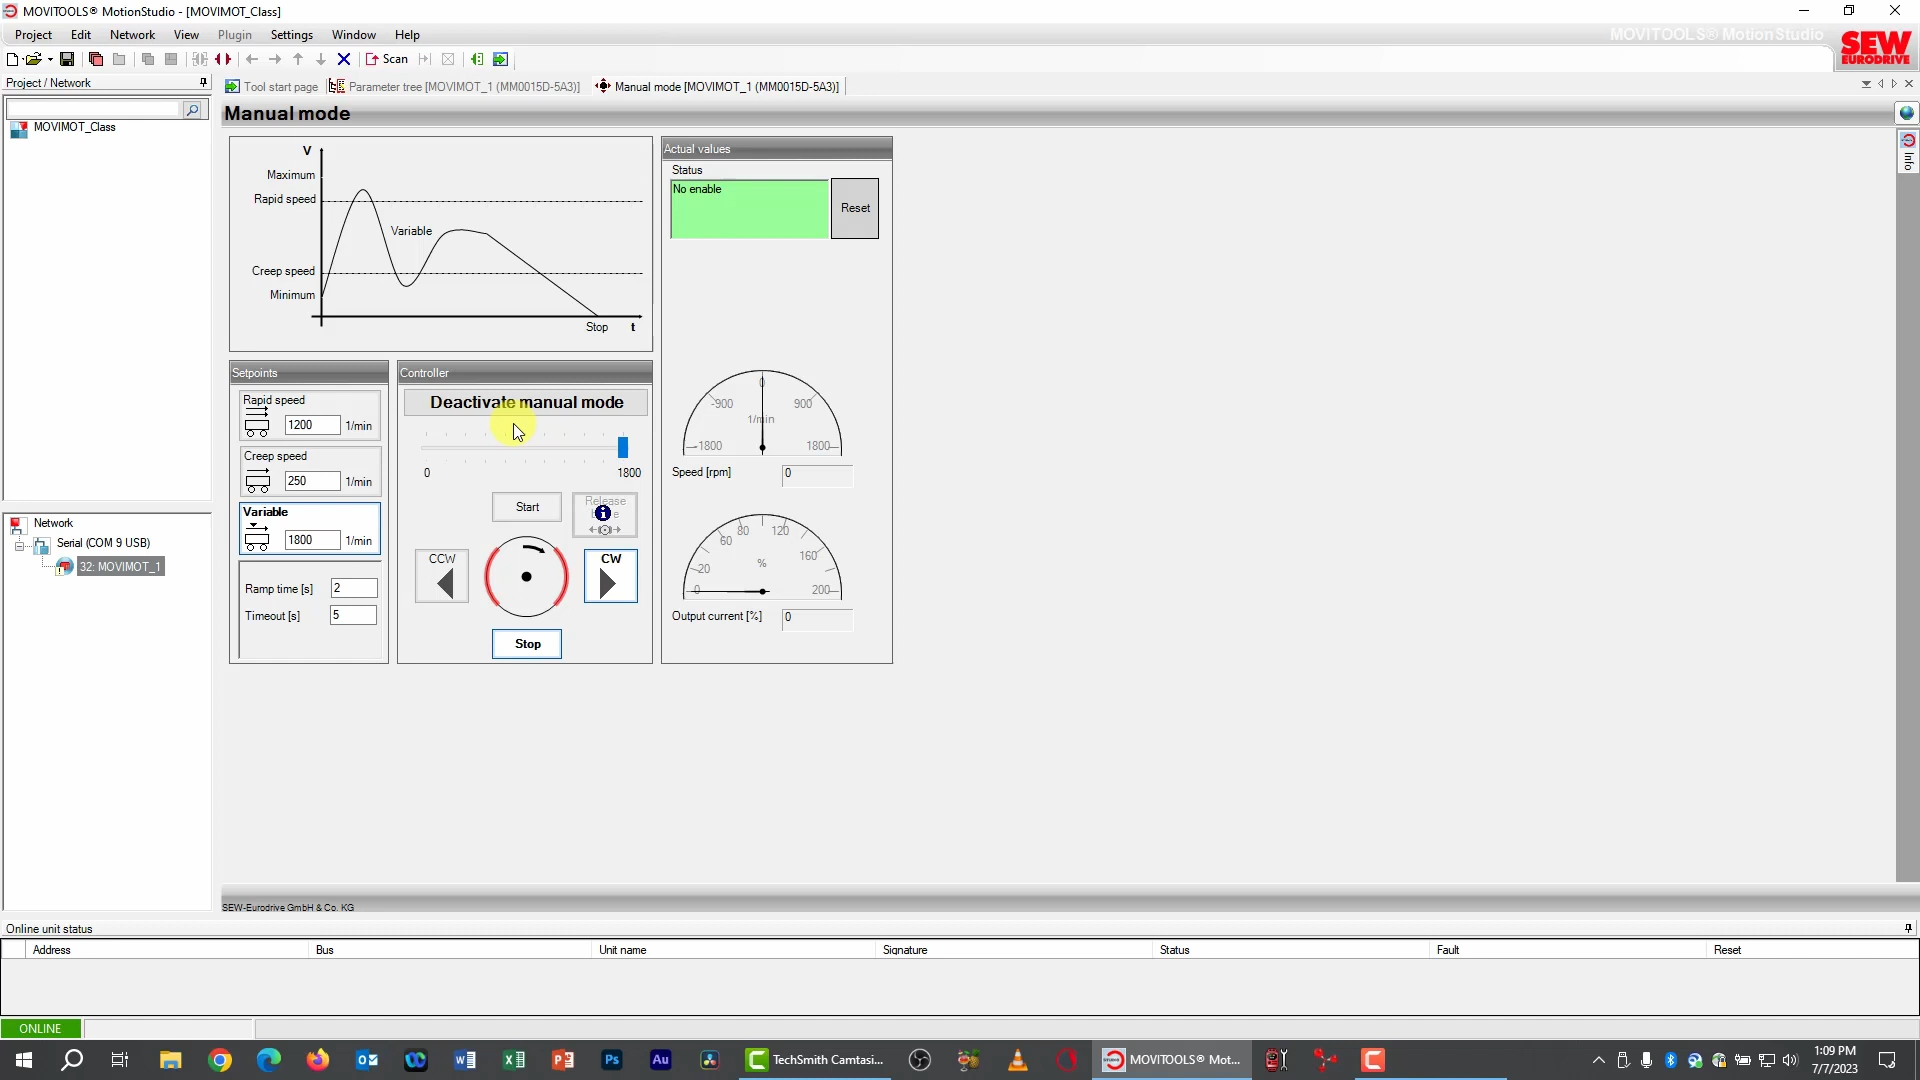 MOVITOOLS® MotionStudio - [MOVIMOT_Class]
Project Edit Network View Plugin Settings Window Help
MOVITOOLS® MotionStudio
SEW
EURODRIVE
Scan
Project / Network
Tool start page
Parameter tree [MOVIMOT_1 (MM0015D-5A3)]
Manual mode [MOVIMOT_1 (MM0015D-5A3)]
Manual mode
MOVIMOT_Class
Info
V
Maximum
Rapid speed
Variable
Creep speed
Minimum
Stop t
Actual values
Status
No enable
Reset
Setpoints
Rapid speed
1200 1/min
Creep speed
250 1/min
Variable
1800 1/min
Ramp time [s] 2
Timeout [s] 5
Controller
Deactivate manual mode
0 1800
Start
Release
CCW
CW
Stop
0
-900 900
1/min
-1800 1800
Speed [rpm] 0
80 120
60
160
%
20
0 200
Output current [%] 0
Network
Serial (COM 9 USB)
32: MOVIMOT_1
SEW-Eurodrive GmbH & Co. KG
Online unit status
Address Bus Unit name Signature Status Fault Reset
ONLINE
TechSmith Camtasi...
MOVITOOLS® Mot...
1:09 PM
7/7/2023